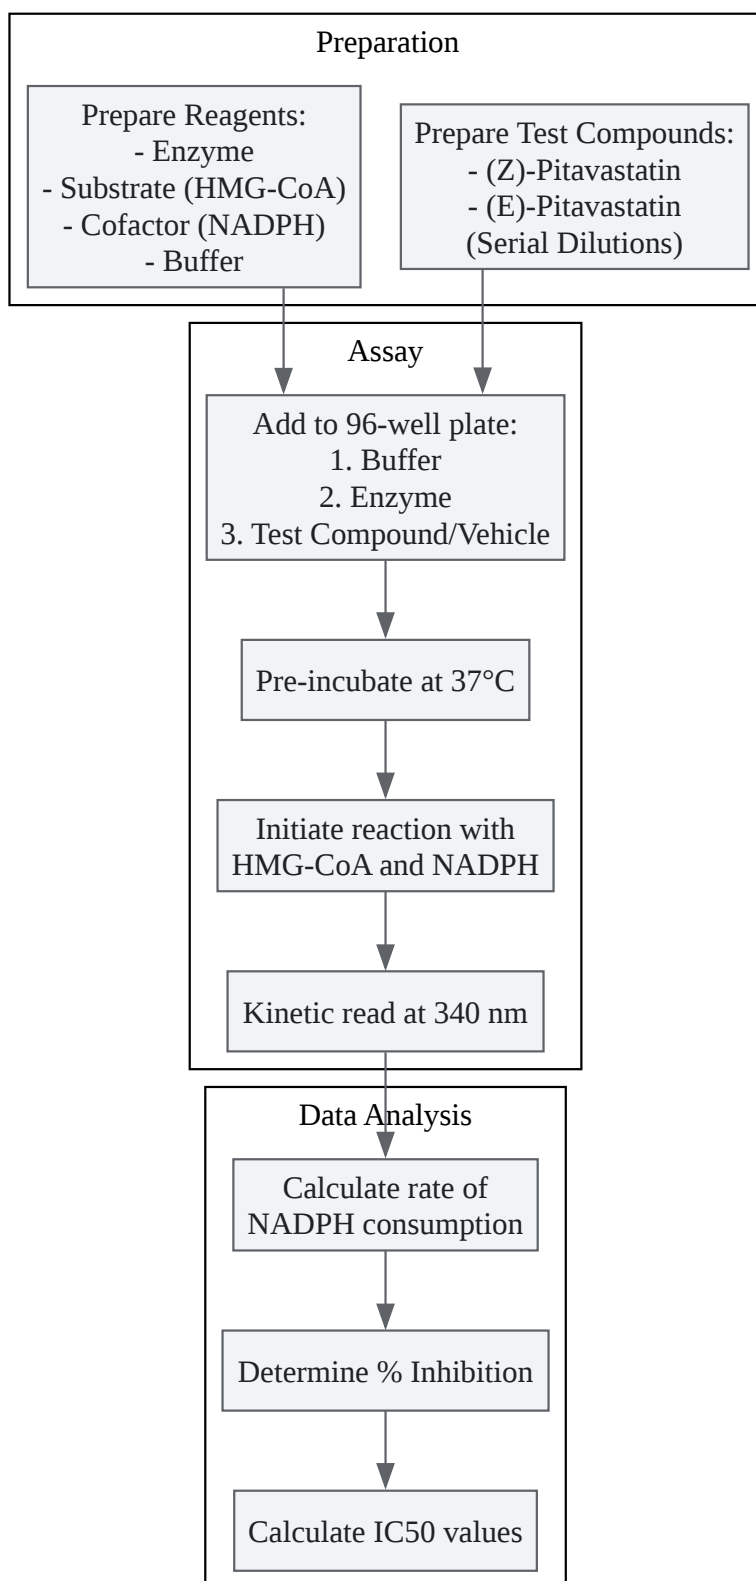 Preparation
Prepare Reagents:
- Enzyme
- Substrate (HMG-CoA)
- Cofactor (NADPH)
- Buffer
Prepare Test Compounds:
- (Z)-Pitavastatin
- (E)-Pitavastatin
(Serial Dilutions)
Assay
Add to 96-well plate:
1. Buffer
2. Enzyme
3. Test Compound/Vehicle
Pre-incubate at 37°C
Initiate reaction with
HMG-CoA and NADPH
Kinetic read at 340 nm
Data Analysis
Calculate rate of
NADPH consumption
Determine % Inhibition
Calculate IC50 values